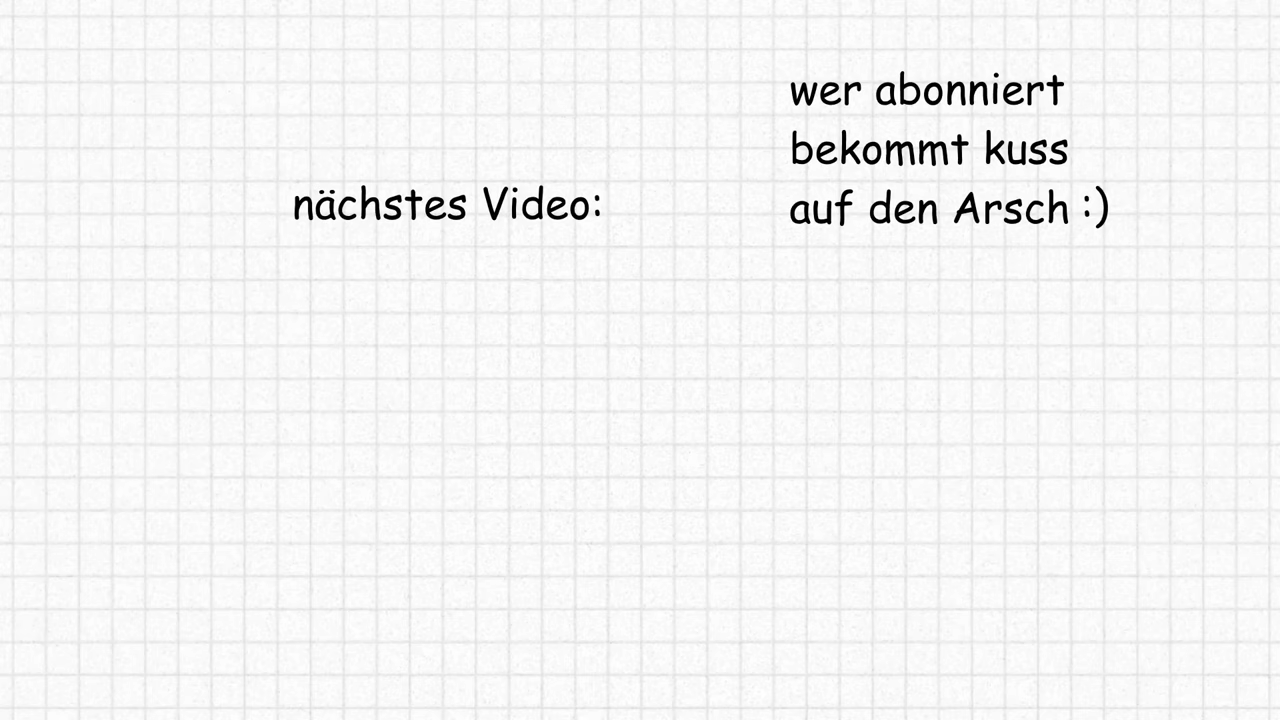 nächstes Video:
wer abonniert
bekommt kuss
auf den Arsch :)